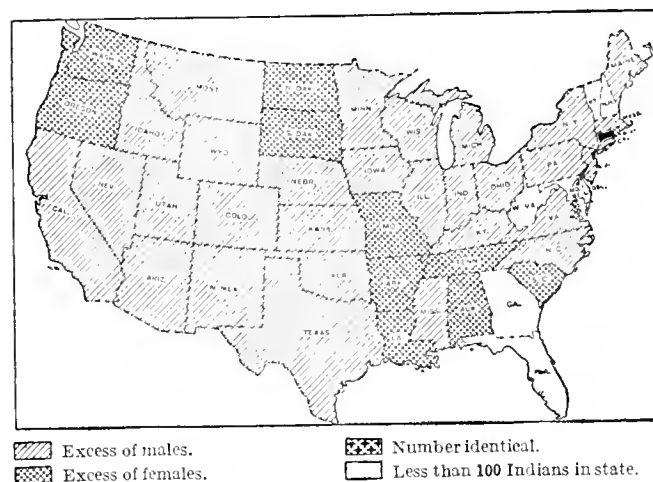 WASH.
MONT.
N. DAK.
MINN.
MAINE
OREGON
IDAHO
WYO.
S. DAK.
WIS.
MICH.
N.Y.
NEV.
UTAH
COLO.
NEBR.
IOWA
ILL.
IND.
OHIO
PA.
CAL.
KANS.
MO.
KY.
W. VA.
VA.
ARIZ.
N. MEX.
OKLA.
ARK.
TENN.
N.C.
TEXAS
LA.
MISS.
ALA.
GA.
S.C.
FLA.
Excess of males.
Number identical.
Excess of females.
Less than 100 Indians in state.